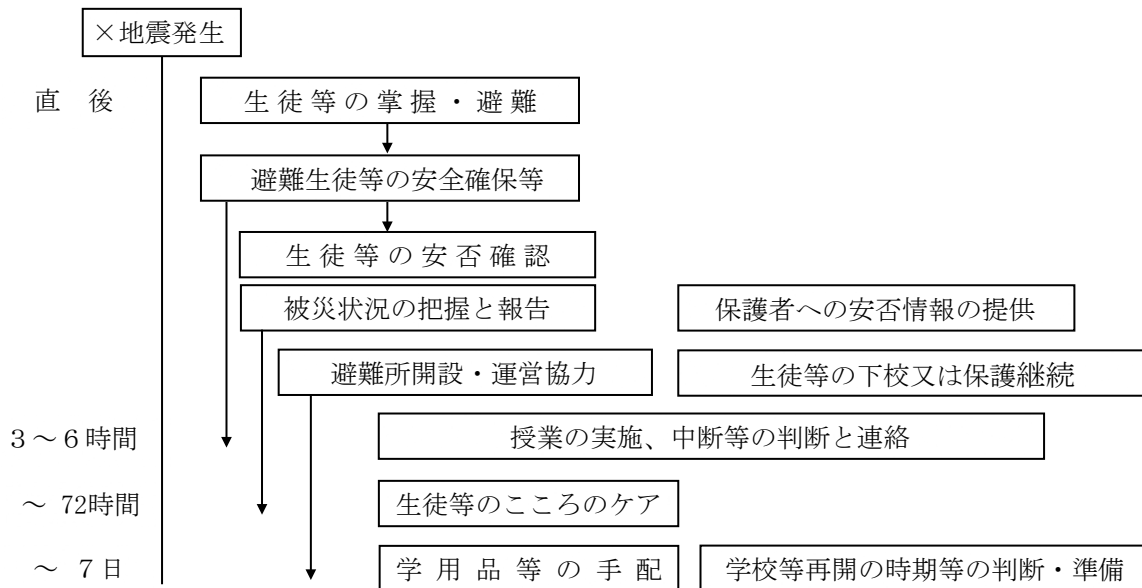 ×地震発生
直　後
生徒等の掌握・避難
避難生徒等の安全確保等
生徒等の安否確認
被災状況の把握と報告
保護者への安否情報の提供
避難所開設・運営協力
生徒等の下校又は保護継続
３～６時間
授業の実施、中断等の判断と連絡
～ 72時間
生徒等のこころのケア
～ ７日
学用品等の手配
学校等再開の時期等の判断・準備